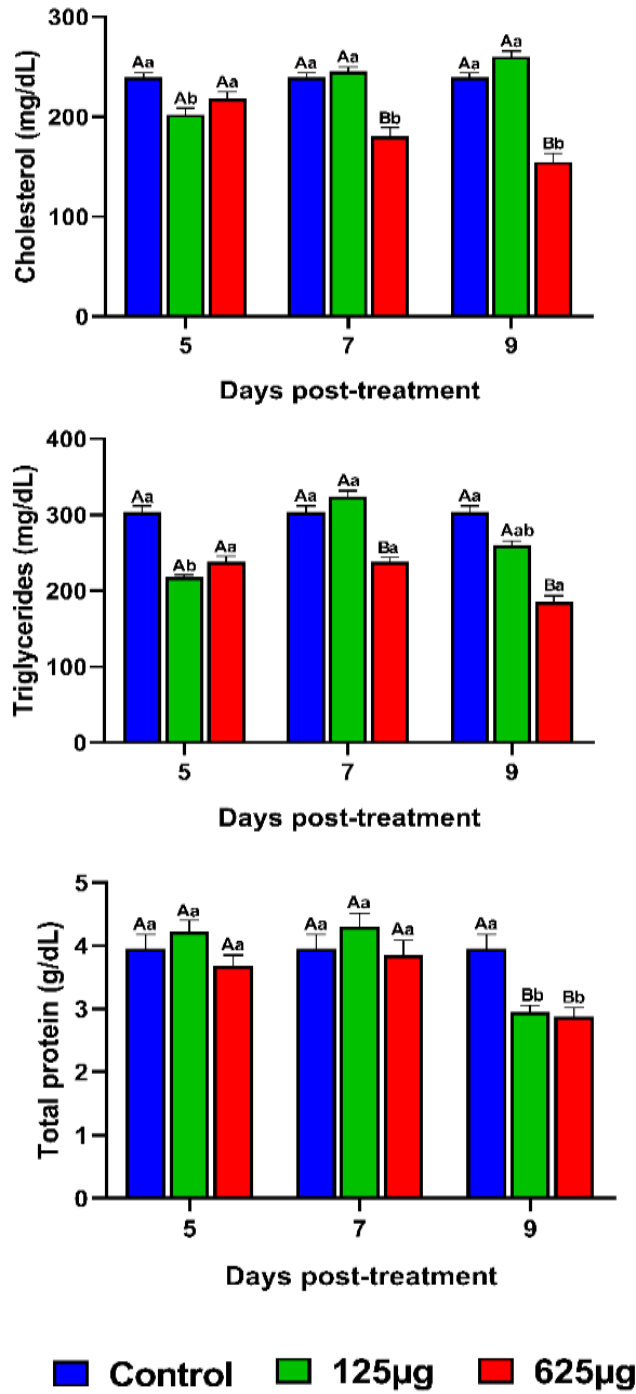 300
200
100
0
Cholesterol (mg/dL)
Aa Ab Aa Aa Aa Bb Aa Aa Bb
5 7 9
Days post-treatment
400
300
200
100
0
Triglycerides (mg/dL)
Aa Ab Aa Aa Aa Ba Aa Aab Ba
5 7 9
Days post-treatment
5
4
3
2
1
0
Total protein (g/dL)
Aa Aa Aa Aa Aa Aa Aa Bb Bb
5 7 9
Days post-treatment
Control 125µg 625µg